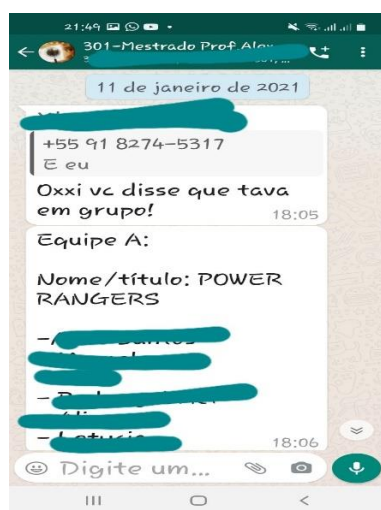 21:49
301-Mestrado Prof Alex
11 de janeiro de 2021
+55 91 8274-5317
E eu
Oxxi vc disse que tava
em grupo!
18:05
Equipe A:
Nome/título: POWER
RANGERS
-
-
-
18:06
Digite um...